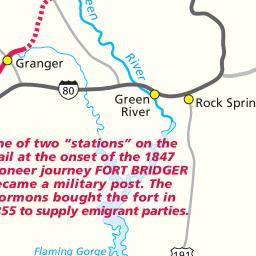 Green
River
Granger
80
Green
River
Rock Sprin
ne of two "stations" on the
ail at the onset of the 1847
oneer journey FORT BRIDGER
ecame a military post. The
ormons bought the fort in
855 to supply emigrant parties.
Flaming Gorge
191